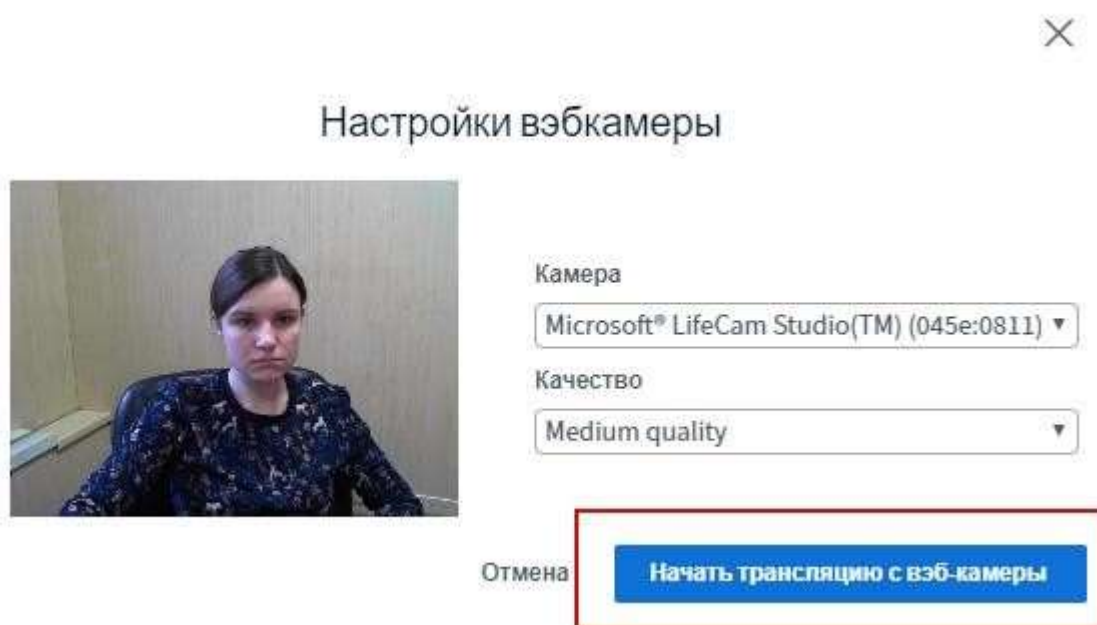 Настройки вэбкамеры
Камера
Microsoft® LifeCam Studio(TM) (045e:0811)
Качество
Medium quality
Отмена
Начать трансляцию с вэб-камеры